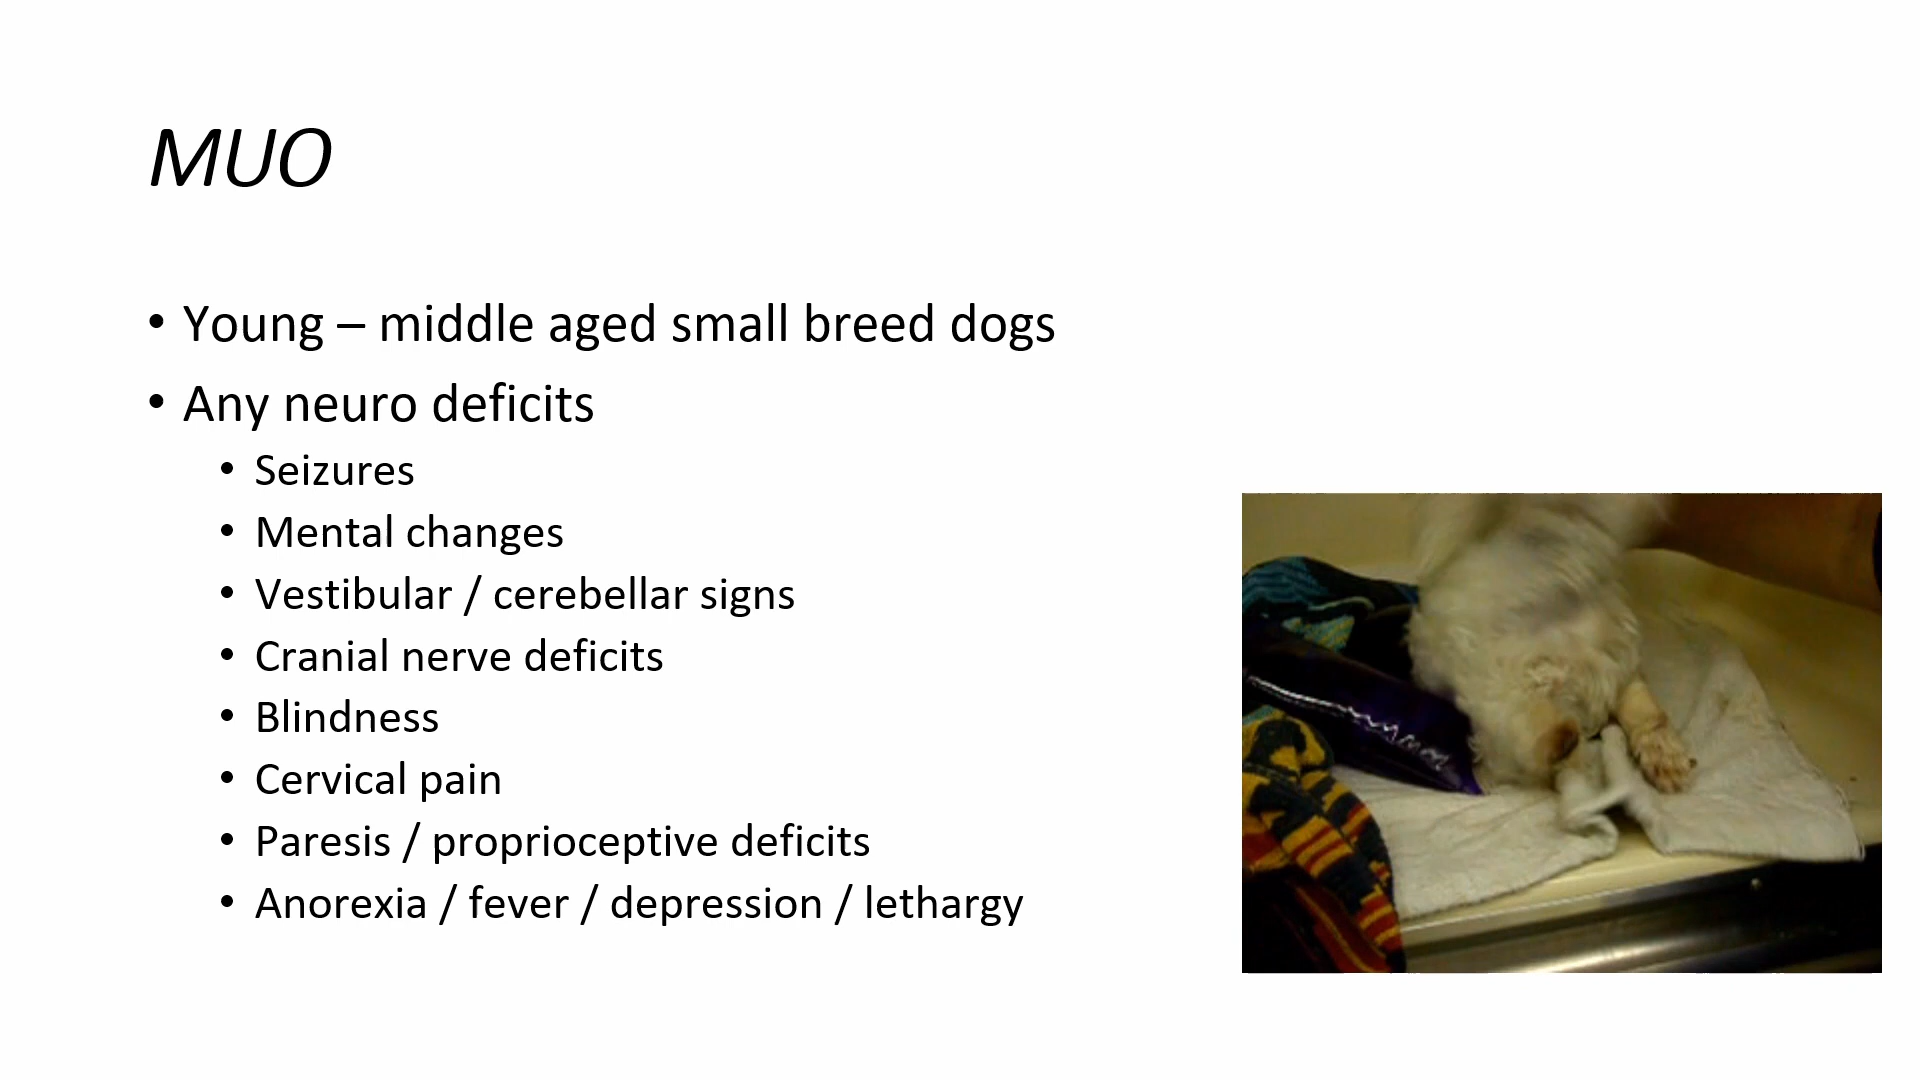 MUO
• Young – middle aged small breed dogs
• Any neuro deficits
• Seizures
• Mental changes
• Vestibular / cerebellar signs
• Cranial nerve deficits
• Blindness
• Cervical pain
• Paresis / proprioceptive deficits
• Anorexia / fever / depression / lethargy